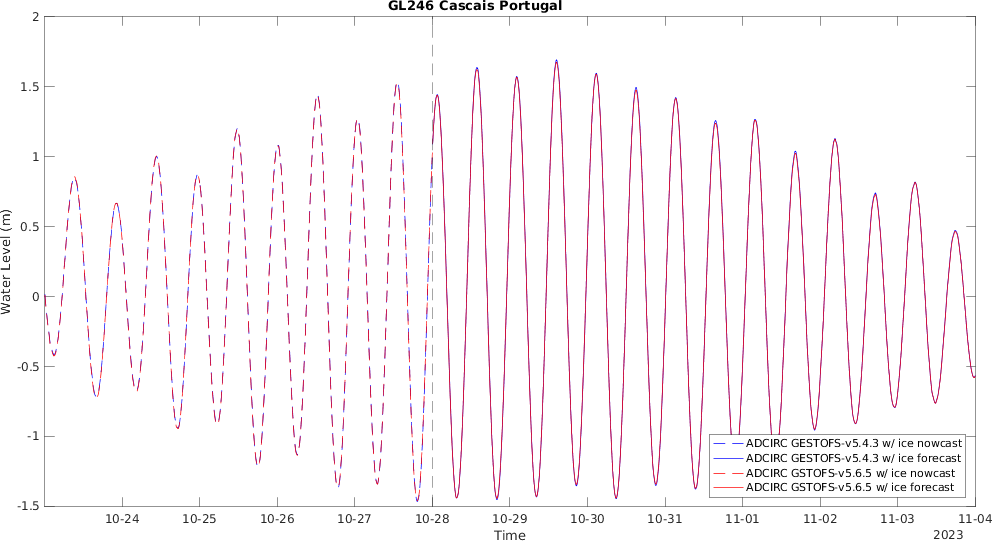 GL246 Cascais Portugal
2
1.5
1
0.5
0
-0.5
-1
-1.5
Water Level (m)
ADCIRC GESTOFS-v5.4.3 w/ ice nowcast
ADCIRC GESTOFS-v5.4.3 w/ ice forecast
ADCIRC GSTOFS-v5.6.5 w/ ice nowcast
ADCIRC GSTOFS-v5.6.5 w/ ice forecast
10-24 10-25 10-26 10-27 10-28 10-29 10-30 10-31 11-01 11-02 11-03 11-04
Time
2023